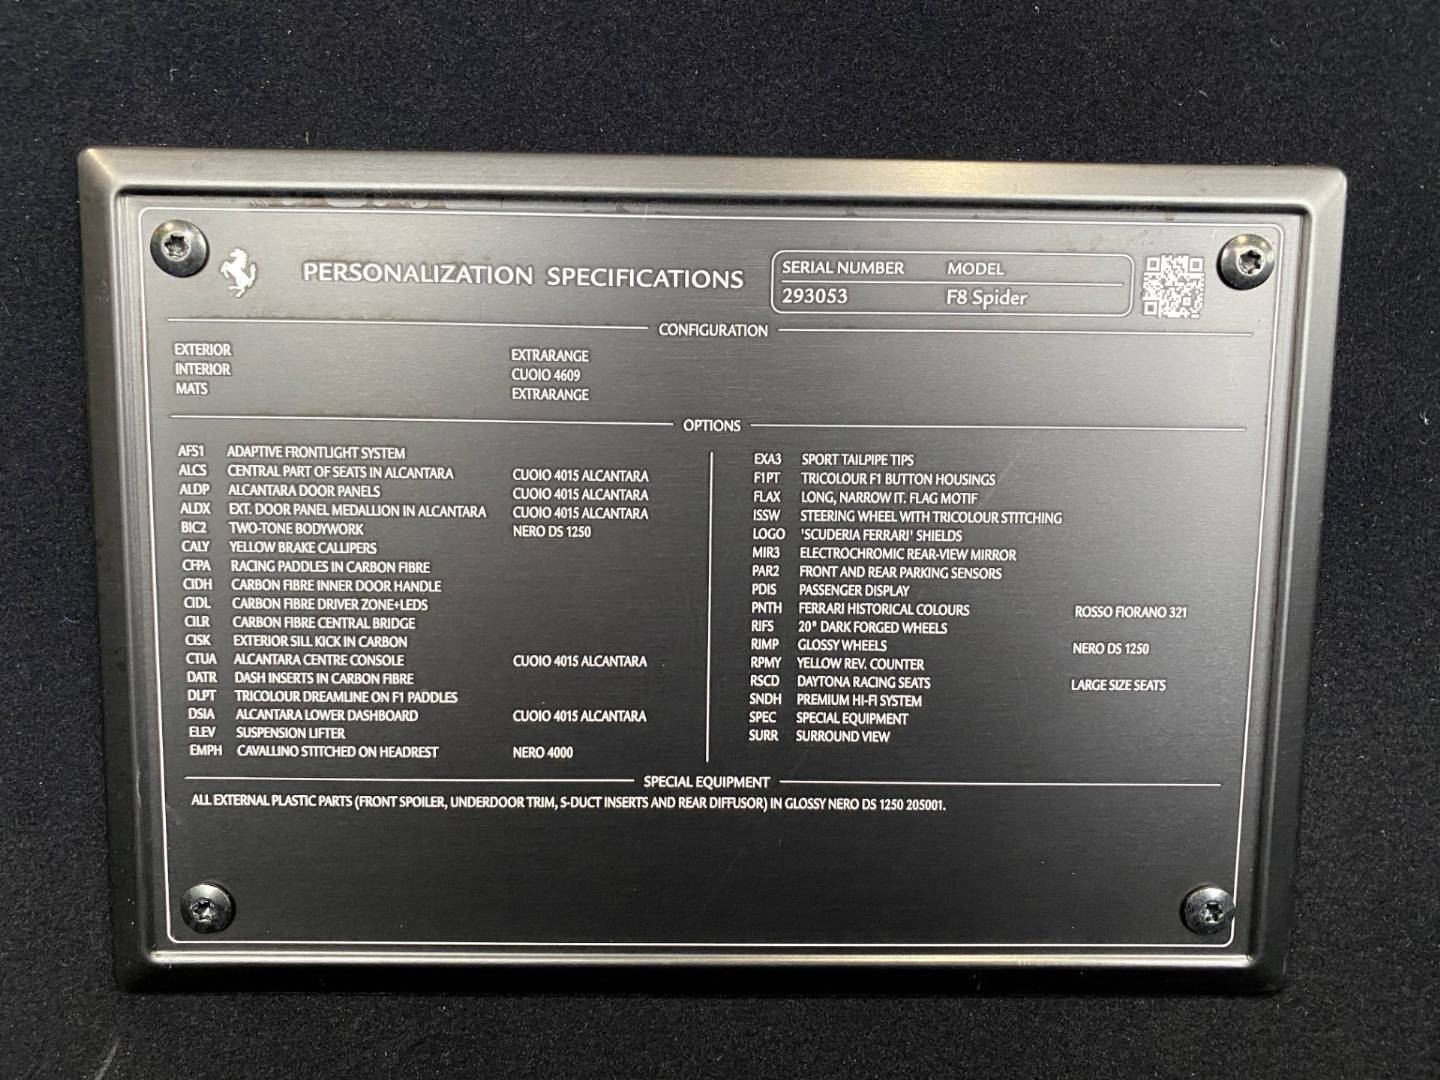 PERSONALIZATION SPECIFICATIONS
SERIAL NUMBER MODEL
293053 F8 Spider
CONFIGURATION
EXTERIOR EXTRARANGE
INTERIOR CUOIO 4609
MATS EXTRARANGE
OPTIONS
AFS1 ADAPTIVE FRONTLIGHT SYSTEM
ALCS CENTRAL PART OF SEATS IN ALCANTARA CUOIO 4015 ALCANTARA
ALDP ALCANTARA DOOR PANELS CUOIO 4015 ALCANTARA
ALDX EXT. DOOR PANEL MEDALLION IN ALCANTARA CUOIO 4015 ALCANTARA
BIC2 TWO-TONE BODYWORK NERO DS 1250
CALY YELLOW BRAKE CALLIPERS
CFPA RACING PADDLES IN CARBON FIBRE
CIDH CARBON FIBRE INNER DOOR HANDLE
CIDL CARBON FIBRE DRIVER ZONE+LEDS
CILR CARBON FIBRE CENTRAL BRIDGE
CISK EXTERIOR SILL KICK IN CARBON
CTUA ALCANTARA CENTRE CONSOLE CUOIO 4015 ALCANTARA
DATR DASH INSERTS IN CARBON FIBRE
DLPT TRICOLOUR DREAMLINE ON F1 PADDLES
DSIA ALCANTARA LOWER DASHBOARD CUOIO 4015 ALCANTARA
ELEV SUSPENSION LIFTER
EMPH CAVALLINO STITCHED ON HEADREST NERO 4000
EXA3 SPORT TAILPIPE TIPS
F1PT TRICOLOUR F1 BUTTON HOUSINGS
FLAX LONG, NARROW IT. FLAG MOTIF
ISSW STEERING WHEEL WITH TRICOLOUR STITCHING
LOGO 'SCUDERIA FERRARI' SHIELDS
MIR3 ELECTROCHROMIC REAR-VIEW MIRROR
PAR2 FRONT AND REAR PARKING SENSORS
PDIS PASSENGER DISPLAY
PNTH FERRARI HISTORICAL COLOURS ROSSO FIORANO 321
RIFS 20" DARK FORGED WHEELS
RIMP GLOSSY WHEELS NERO DS 1250
RPMY YELLOW REV. COUNTER
RSCD DAYTONA RACING SEATS LARGE SIZE SEATS
SNDH PREMIUM HI-FI SYSTEM
SPEC SPECIAL EQUIPMENT
SURR SURROUND VIEW
SPECIAL EQUIPMENT
ALL EXTERNAL PLASTIC PARTS (FRONT SPOILER, UNDERDOOR TRIM, S-DUCT INSERTS AND REAR DIFFUSOR) IN GLOSSY NERO DS 1250 205001.